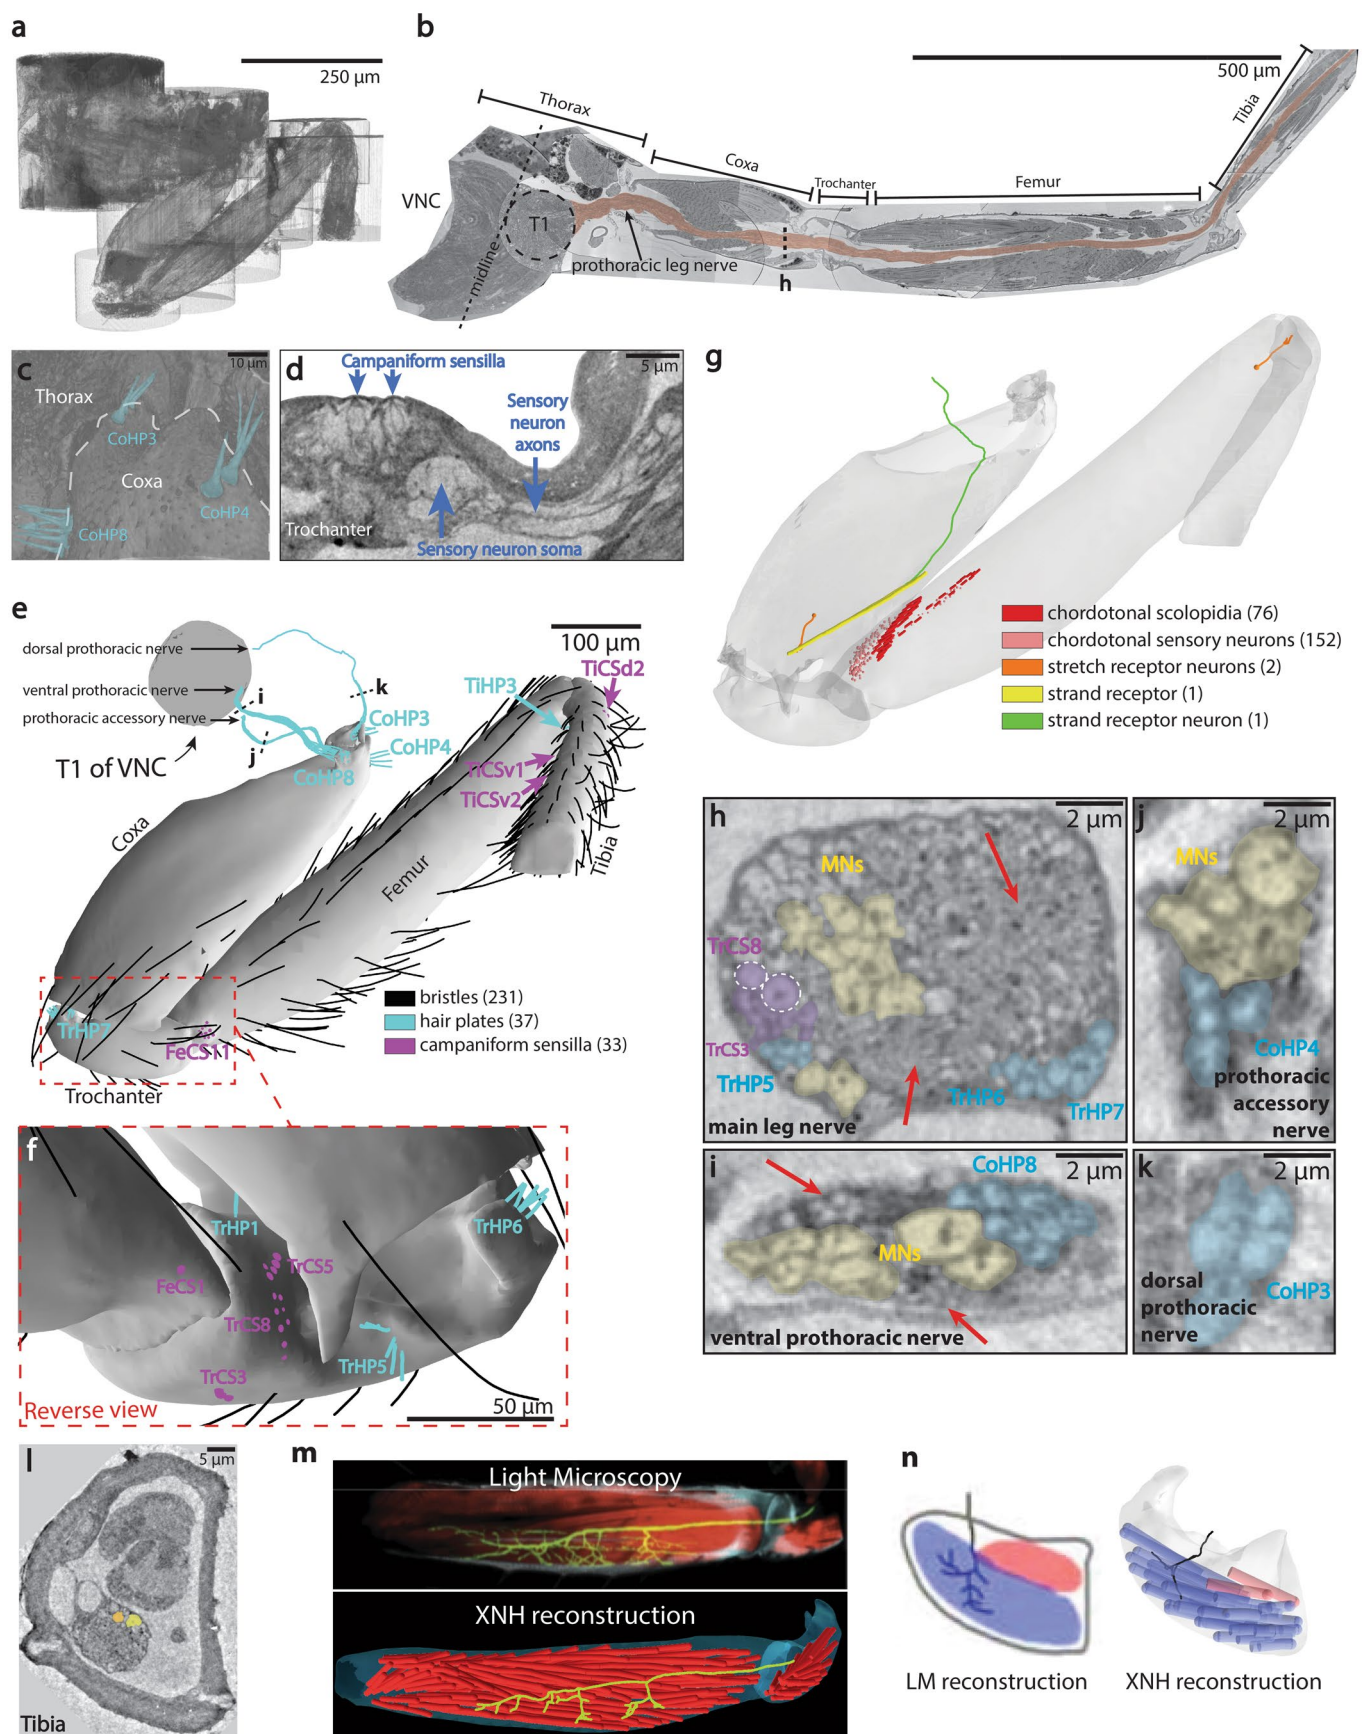 a
250 µm
b
500 µm
Thorax
Coxa
Trochanter
Femur
Tibia
VNC
T1
midline
prothoracic leg nerve
h
c
10 µm
Thorax
CoHP3
Coxa
CoHP4
CoHP8
d
Campaniform sensilla
5 µm
Sensory
neuron
axons
Trochanter
Sensory neuron soma
g
chordotonal scolopidia (76)
chordotonal sensory neurons (152)
stretch receptor neurons (2)
strand receptor (1)
strand receptor neuron (1)
e
100 µm
dorsal prothoracic nerve
ventral prothoracic nerve
prothoracic accessory nerve
i
j
k
T1 of VNC
CoHP3
CoHP4
CoHP8
TiHP3
TiCSd2
TiCSv1
TiCSv2
Coxa
Femur
Tibia
TrHP7
FeCS11
Trochanter
bristles (231)
hair plates (37)
campaniform sensilla (33)
f
TrHP1
TrHP6
FeCS1
TrCS5
TrCS8
TrHP5
TrCS3
Reverse view
50 µm
h
2 µm
MNs
TrCS8
TrCS3
TrHP5
TrHP6
TrHP7
main leg nerve
j
2 µm
MNs
CoHP4
prothoracic
accessory
nerve
i
CoHP8
2 µm
MNs
ventral prothoracic nerve
k
2 µm
dorsal
prothoracic
nerve
CoHP3
l
5 µm
Tibia
m
Light Microscopy
XNH reconstruction
n
LM reconstruction
XNH reconstruction